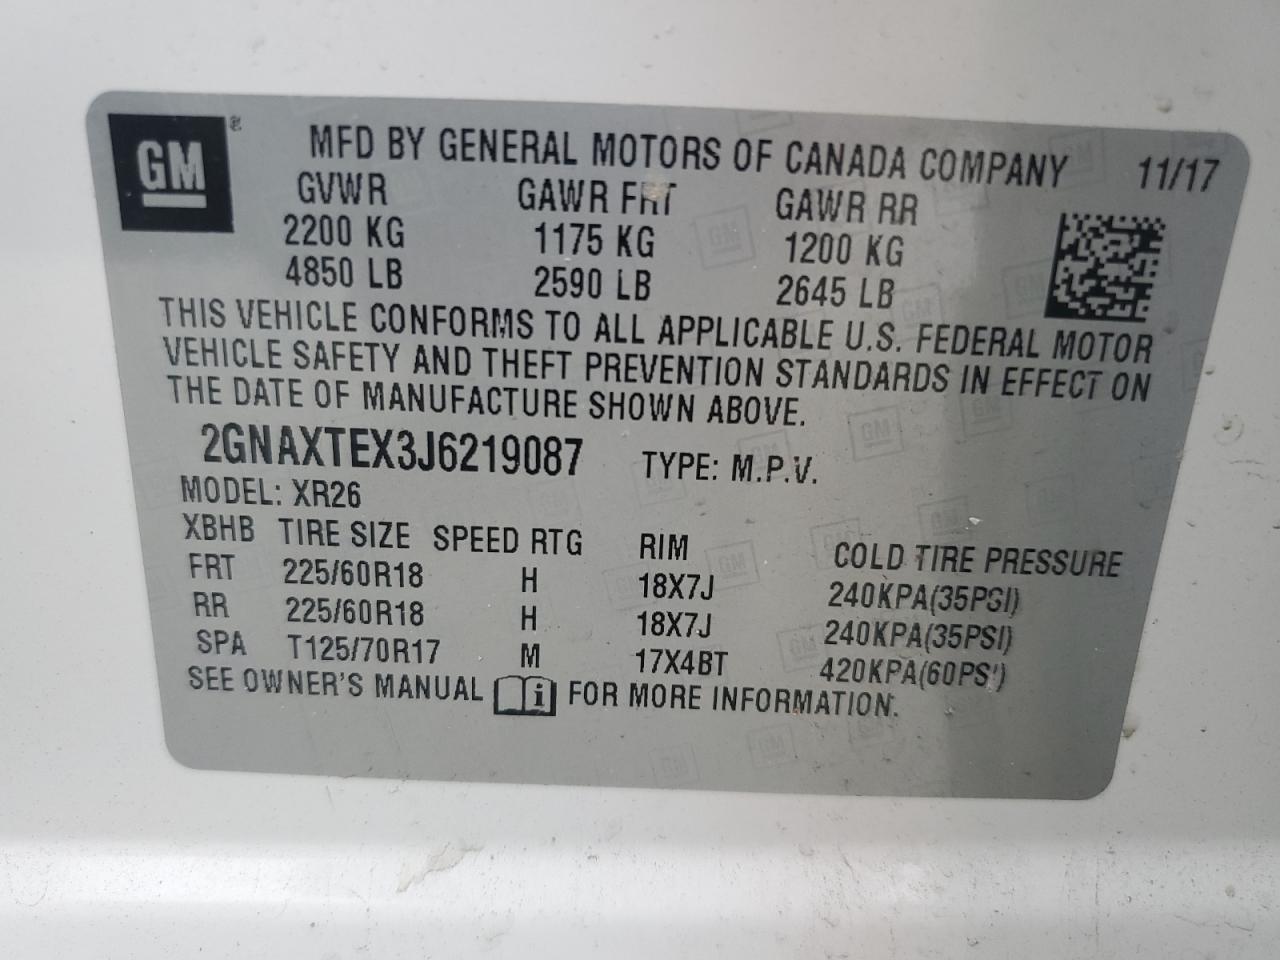 GM®
MFD BY GENERAL MOTORS OF CANADA COMPANY 11/17
GVWR GAWR FRT GAWR RR
2200 KG 1175 KG 1200 KG
4850 LB 2590 LB 2645 LB
THIS VEHICLE CONFORMS TO ALL APPLICABLE U.S. FEDERAL MOTOR
VEHICLE SAFETY AND THEFT PREVENTION STANDARDS IN EFFECT ON
THE DATE OF MANUFACTURE SHOWN ABOVE.
2GNAXTEX3J6219087 TYPE: M.P.V.
MODEL: XR26
XBHB TIRE SIZE SPEED RTG RIM COLD TIRE PRESSURE
FRT 225/60R18 H 18X7J 240KPA(35PSI)
RR 225/60R18 H 18X7J 240KPA(35PSI)
SPA T125/70R17 M 17X4BT 420KPA(60PSI)
SEE OWNER'S MANUAL i FOR MORE INFORMATION.